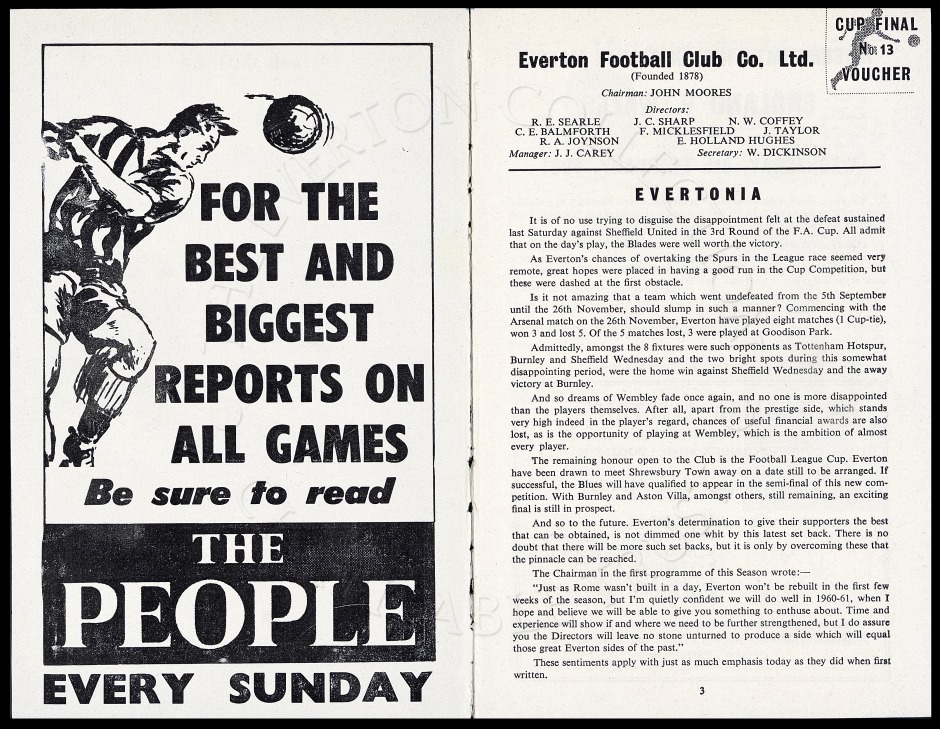 FOR THE
BEST AND
BIGGEST
REPORTS ON
ALL GAMES
Be sure to read
THE
PEOPLE
EVERY SUNDAY
CUP FINAL
No 13
VOUCHER
Everton Football Club Co. Ltd.
(Founded 1878)
Chairman: JOHN MOORES
Directors:
R. E. SEARLE J. C. SHARP N. W. COFFEY
C. E. BALMFORTH F. MICKLESFIELD J. TAYLOR
R. A. JOYNSON E. HOLLAND HUGHES
Manager: J. J. CAREY Secretary: W. DICKINSON
EVERTONIA
It is of no use trying to disguise the disappointment felt at the defeat sustained
last Saturday against Sheffield United in the 3rd Round of the F.A. Cup. All admit
that on the day's play, the Blades were well worth the victory.
As Everton's chances of overtaking the Spurs in the League race seemed very
remote, great hopes were placed in having a good run in the Cup Competition, but
these were dashed at the first obstacle.
Is it not amazing that a team which went undefeated from the 5th September
until the 26th November, should slump in such a manner? Commencing with the
Arsenal match on the 26th November, Everton have played eight matches (1 Cup-tie),
won 3 and lost 5. Of the 5 matches lost, 3 were played at Goodison Park.
Admittedly, amongst the 8 fixtures were such opponents as Tottenham Hotspur,
Burnley and Sheffield Wednesday and the two bright spots during this somewhat
disappointing period, were the home win against Sheffield Wednesday and the away
victory at Burnley.
And so dreams of Wembley fade once again, and no one is more disappointed
than the players themselves. After all, apart from the prestige side, which stands
very high indeed in the player's regard, chances of useful financial awards are also
lost, as is the opportunity of playing at Wembley, which is the ambition of almost
every player.
The remaining honour open to the Club is the Football League Cup. Everton
have been drawn to meet Shrewsbury Town away on a date still to be arranged. If
successful, the Blues will have qualified to appear in the semi-final of this new com-
petition. With Burnley and Aston Villa, amongst others, still remaining, an exciting
final is still in prospect.
And so to the future. Everton's determination to give their supporters the best
that can be obtained, is not dimmed one whit by this latest set back. There is no
doubt that there will be more such set backs, but it is only by overcoming these that
the pinnacle can be reached.
The Chairman in the first programme of this Season wrote:—
"Just as Rome wasn't built in a day, Everton won't be rebuilt in the first few
weeks of the season, but I'm quietly confident we will do well in 1960-61, when I
hope and believe we will be able to give you something to enthuse about. Time and
experience will show if and where we need to be further strengthened, but I do assure
you the Directors will leave no stone unturned to produce a side which will equal
those great Everton sides of the past."
These sentiments apply with just as much emphasis today as they did when first
written.
3